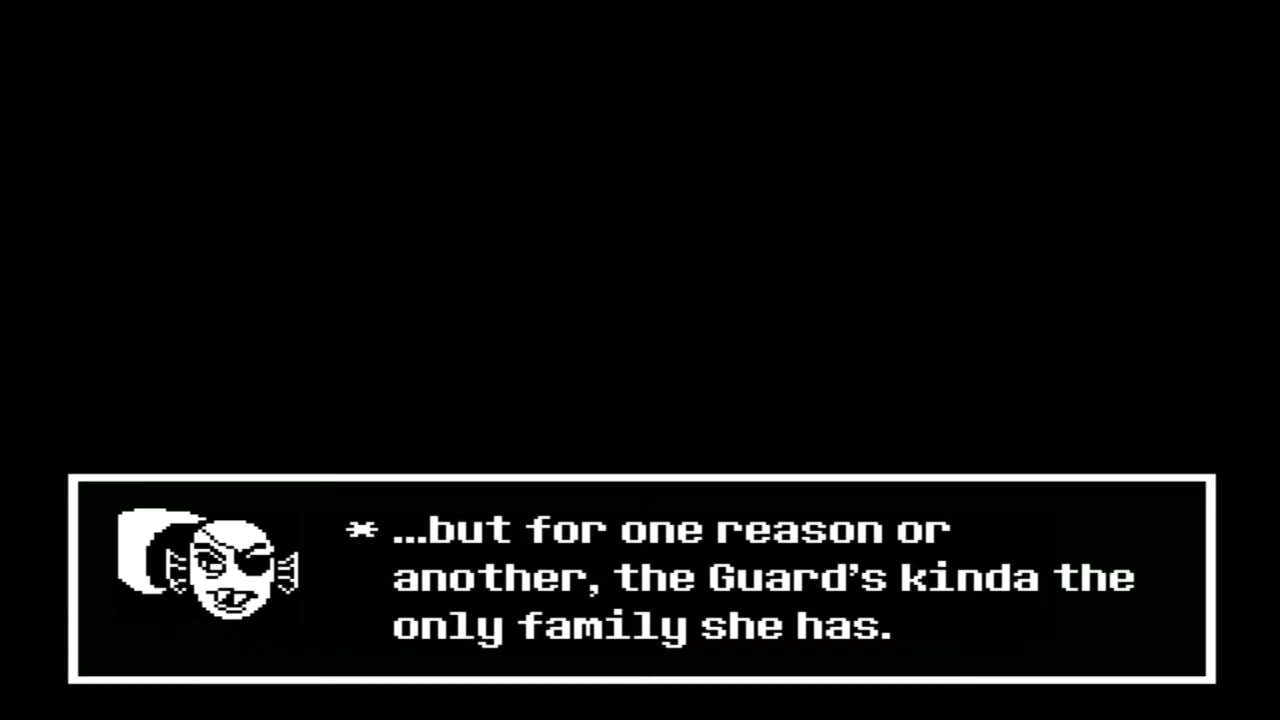 * ...but for one reason or
another, the Guard's kinda the
only family she has.